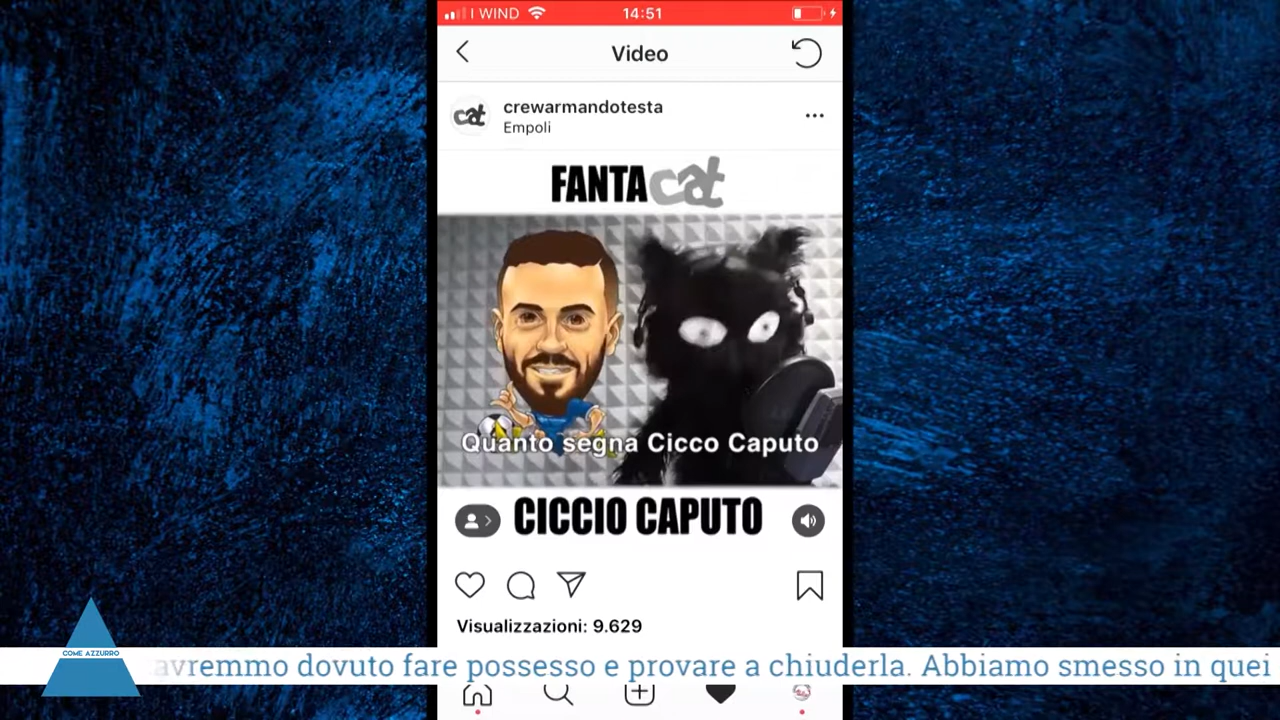 I WIND
14:51
Video
cat
crewarmandotesta
Empoli
FANTA cat
Quanto segna Cicco Caputo
CICCIO CAPUTO
Visualizzazioni: 9.629
COME AZZURRO
avremmo dovuto fare possesso e provare a chiuderla. Abbiamo smesso in quei